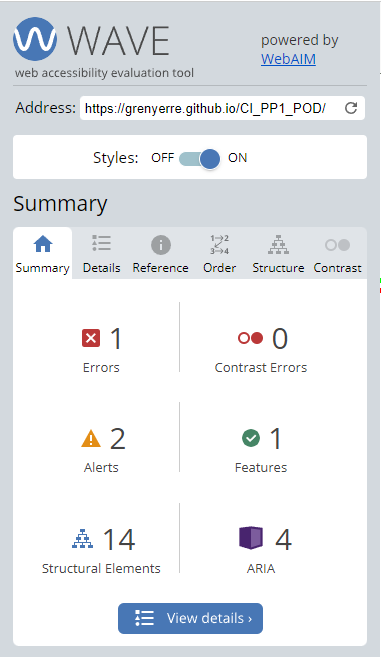 WAVE
web accessibility evaluation tool
powered by
WebAIM
Address: https://grenyerre.github.io/CI_PP1_POD/
Styles: OFF ON
Summary
Summary Details Reference Order Structure Contrast
1 0
Errors Contrast Errors
2 1
Alerts Features
14 4
Structural Elements ARIA
View details ›